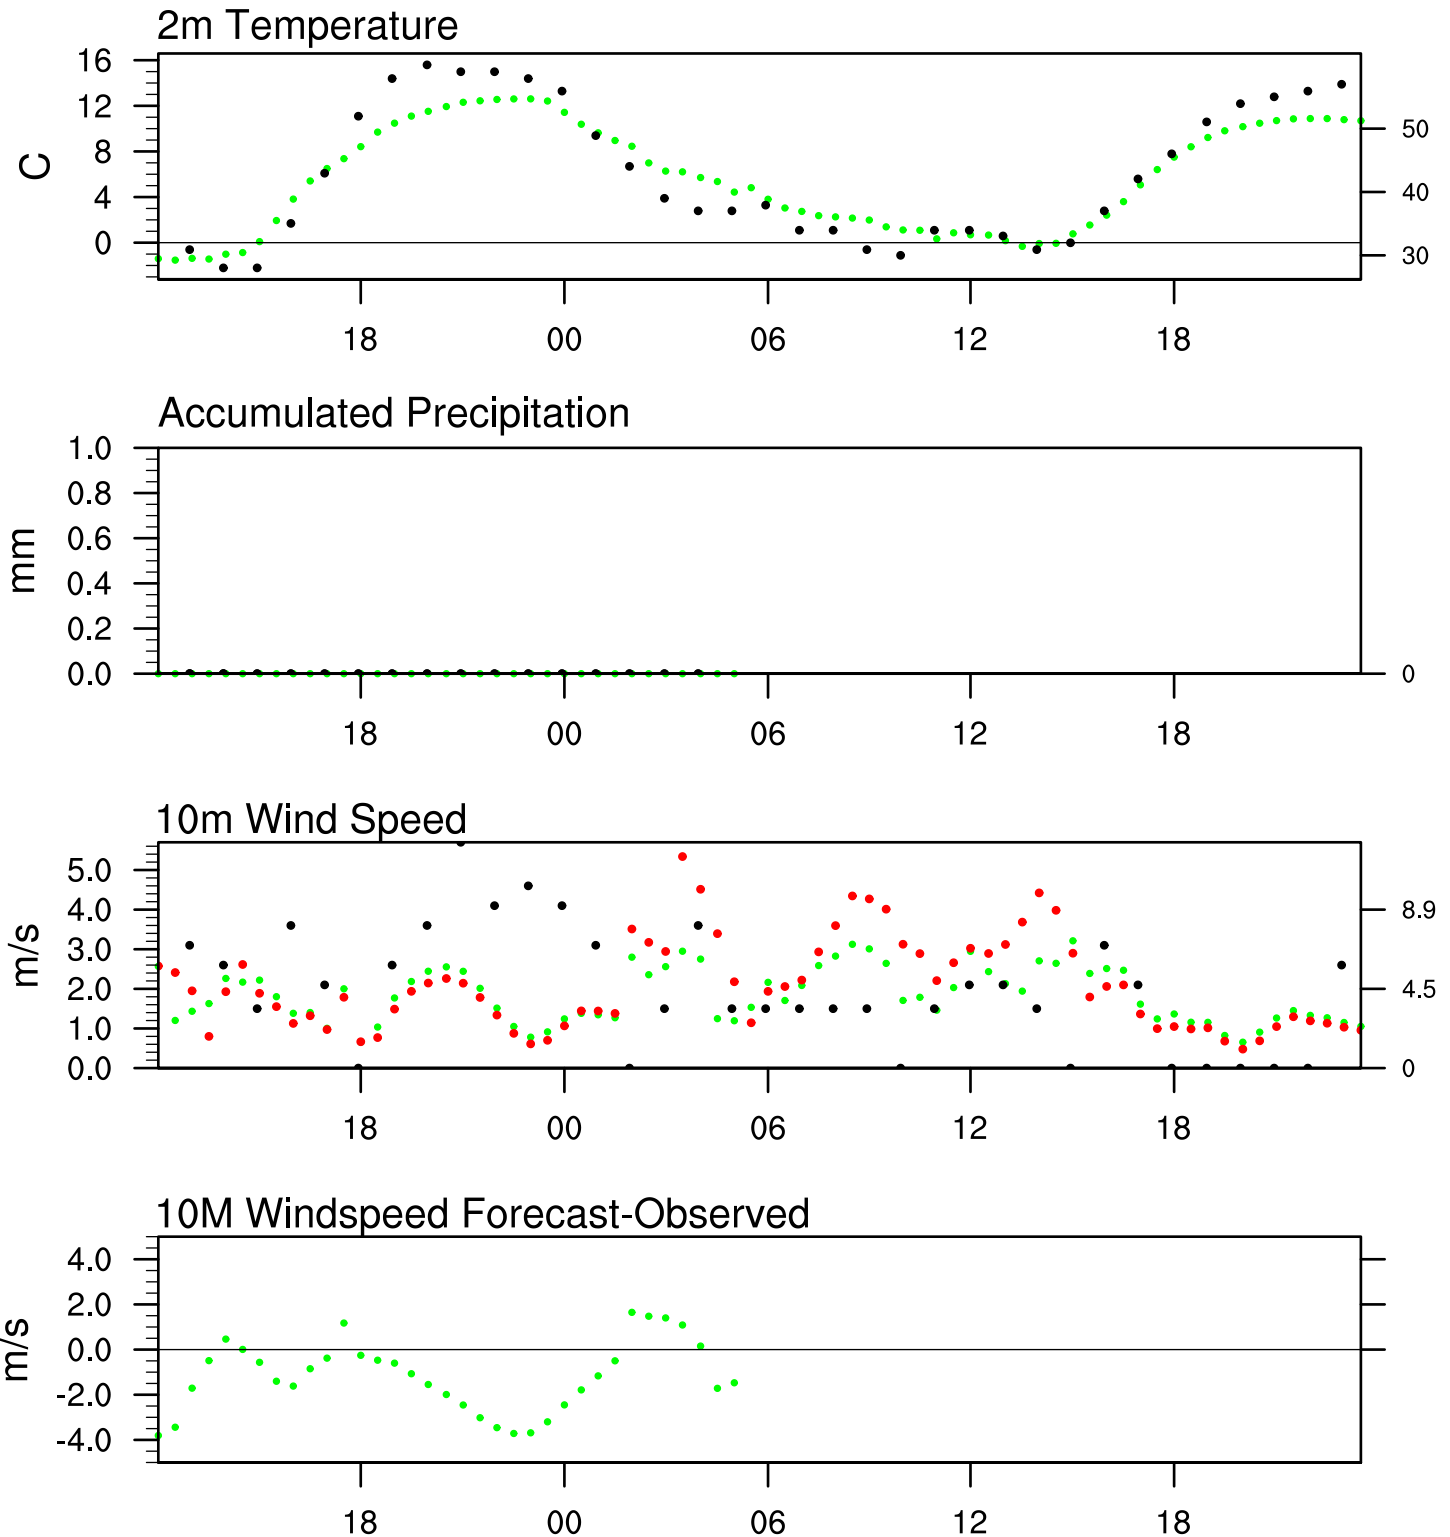 2m Temperature
16
12
8
4
0
C
50
40
30
18 00 06 12 18
Accumulated Precipitation
1.0
0.8
0.6
0.4
0.2
0.0
mm
0
18 00 06 12 18
10m Wind Speed
5.0
4.0
3.0
2.0
1.0
0.0
m/s
8.9
4.5
0
18 00 06 12 18
10M Windspeed Forecast-Observed
4.0
2.0
0.0
-2.0
-4.0
m/s
18 00 06 12 18